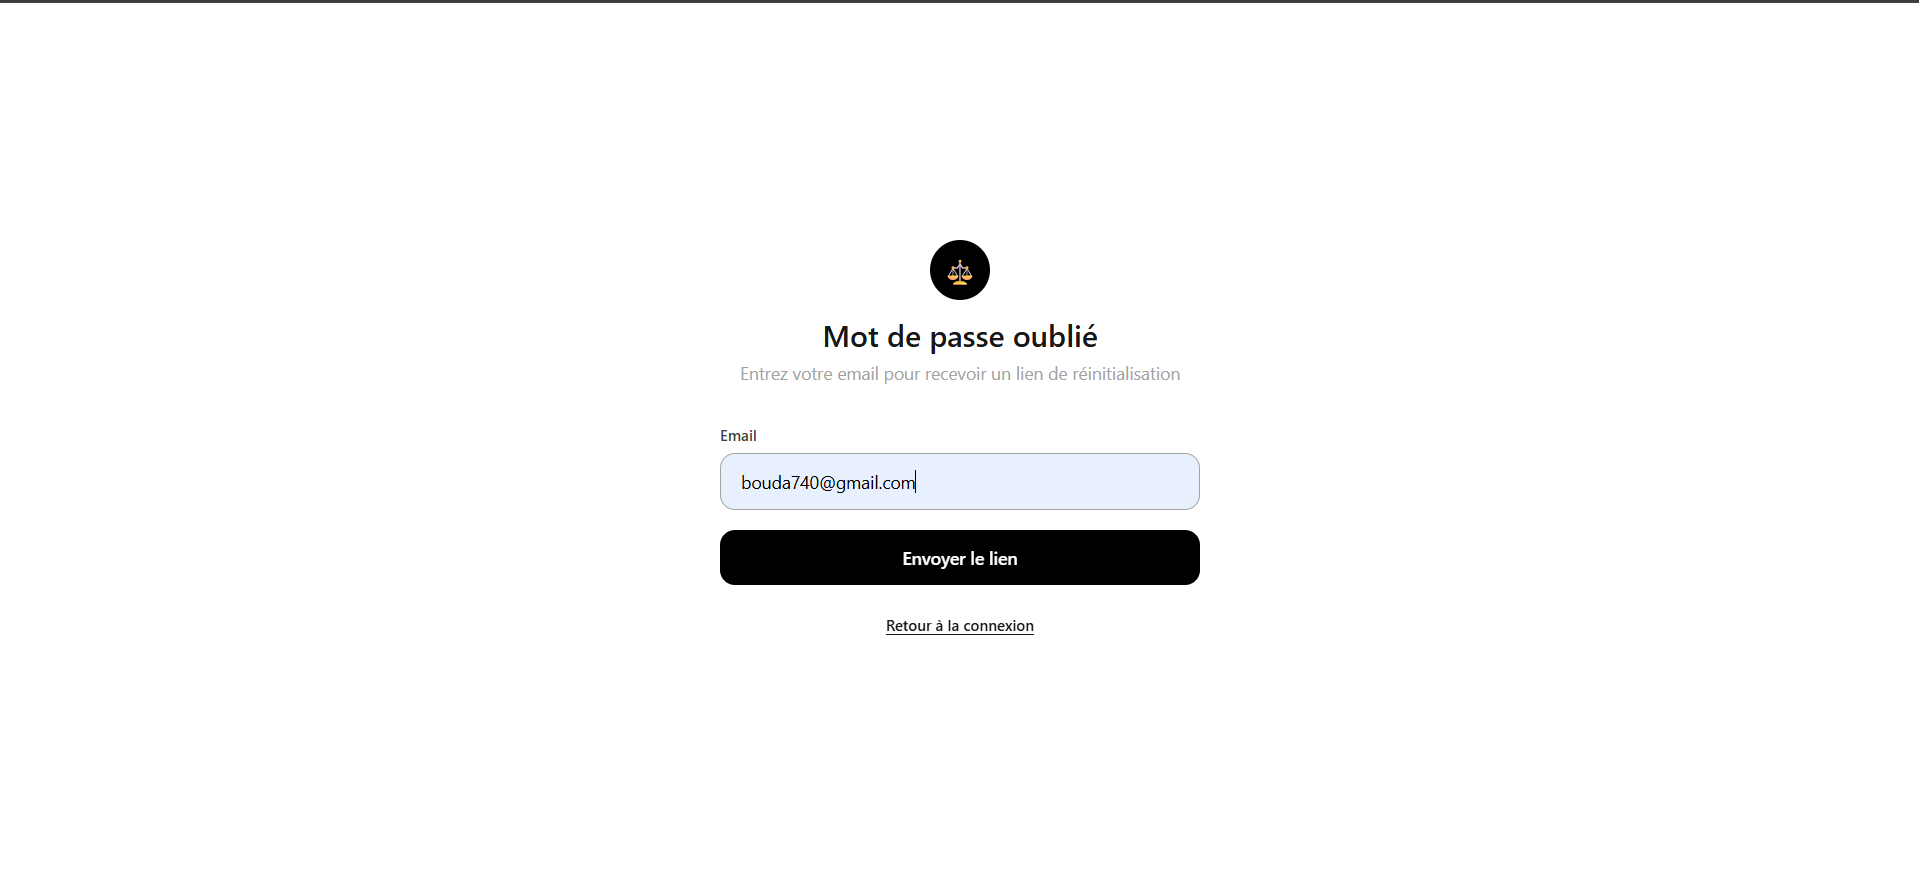 Mot de passe oublié
Entrez votre email pour recevoir un lien de réinitialisation
Email
bouda740@gmail.com
Envoyer le lien
Retour à la connexion